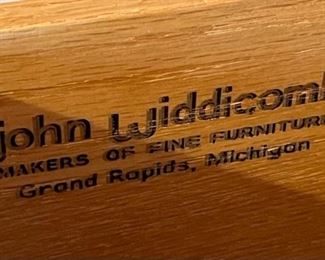 john widdicomb
MAKERS OF FINE FURNITURE
Grand Rapids, Michigan